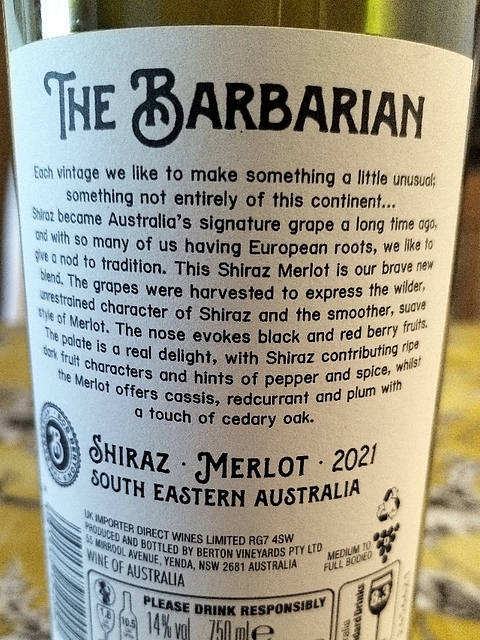 THE BARBARIAN
Each vintage we like to make something a little unusual;
something not entirely of this continent...
Shiraz became Australia's signature grape a long time ago,
and with so many of us having European roots, we like to
give a nod to tradition. This Shiraz Merlot is our brave new
blend. The grapes were harvested to express the wilder,
unrestrained character of Shiraz and the smoother, suave
style of Merlot. The nose evokes black and red berry fruits.
The palate is a real delight, with Shiraz contributing ripe
dark fruit characters and hints of pepper and spice, whilst
the Merlot offers cassis, redcurrant and plum with
a touch of cedary oak.
3
SHIRAZ · MERLOT · 2021
SOUTH EASTERN AUSTRALIA
UK IMPORTER DIRECT WINES LIMITED RG7 4SW
PRODUCED AND BOTTLED BY BERTON VINEYARDS PTY LTD
55 MIRROOL AVENUE, YENDA, NSW 2681 AUSTRALIA
WINE OF AUSTRALIA
MEDIUM TO
FULL BODIED
PLEASE DRINK RESPONSIBLY
10.5
14% vol 750 ml e
8.3